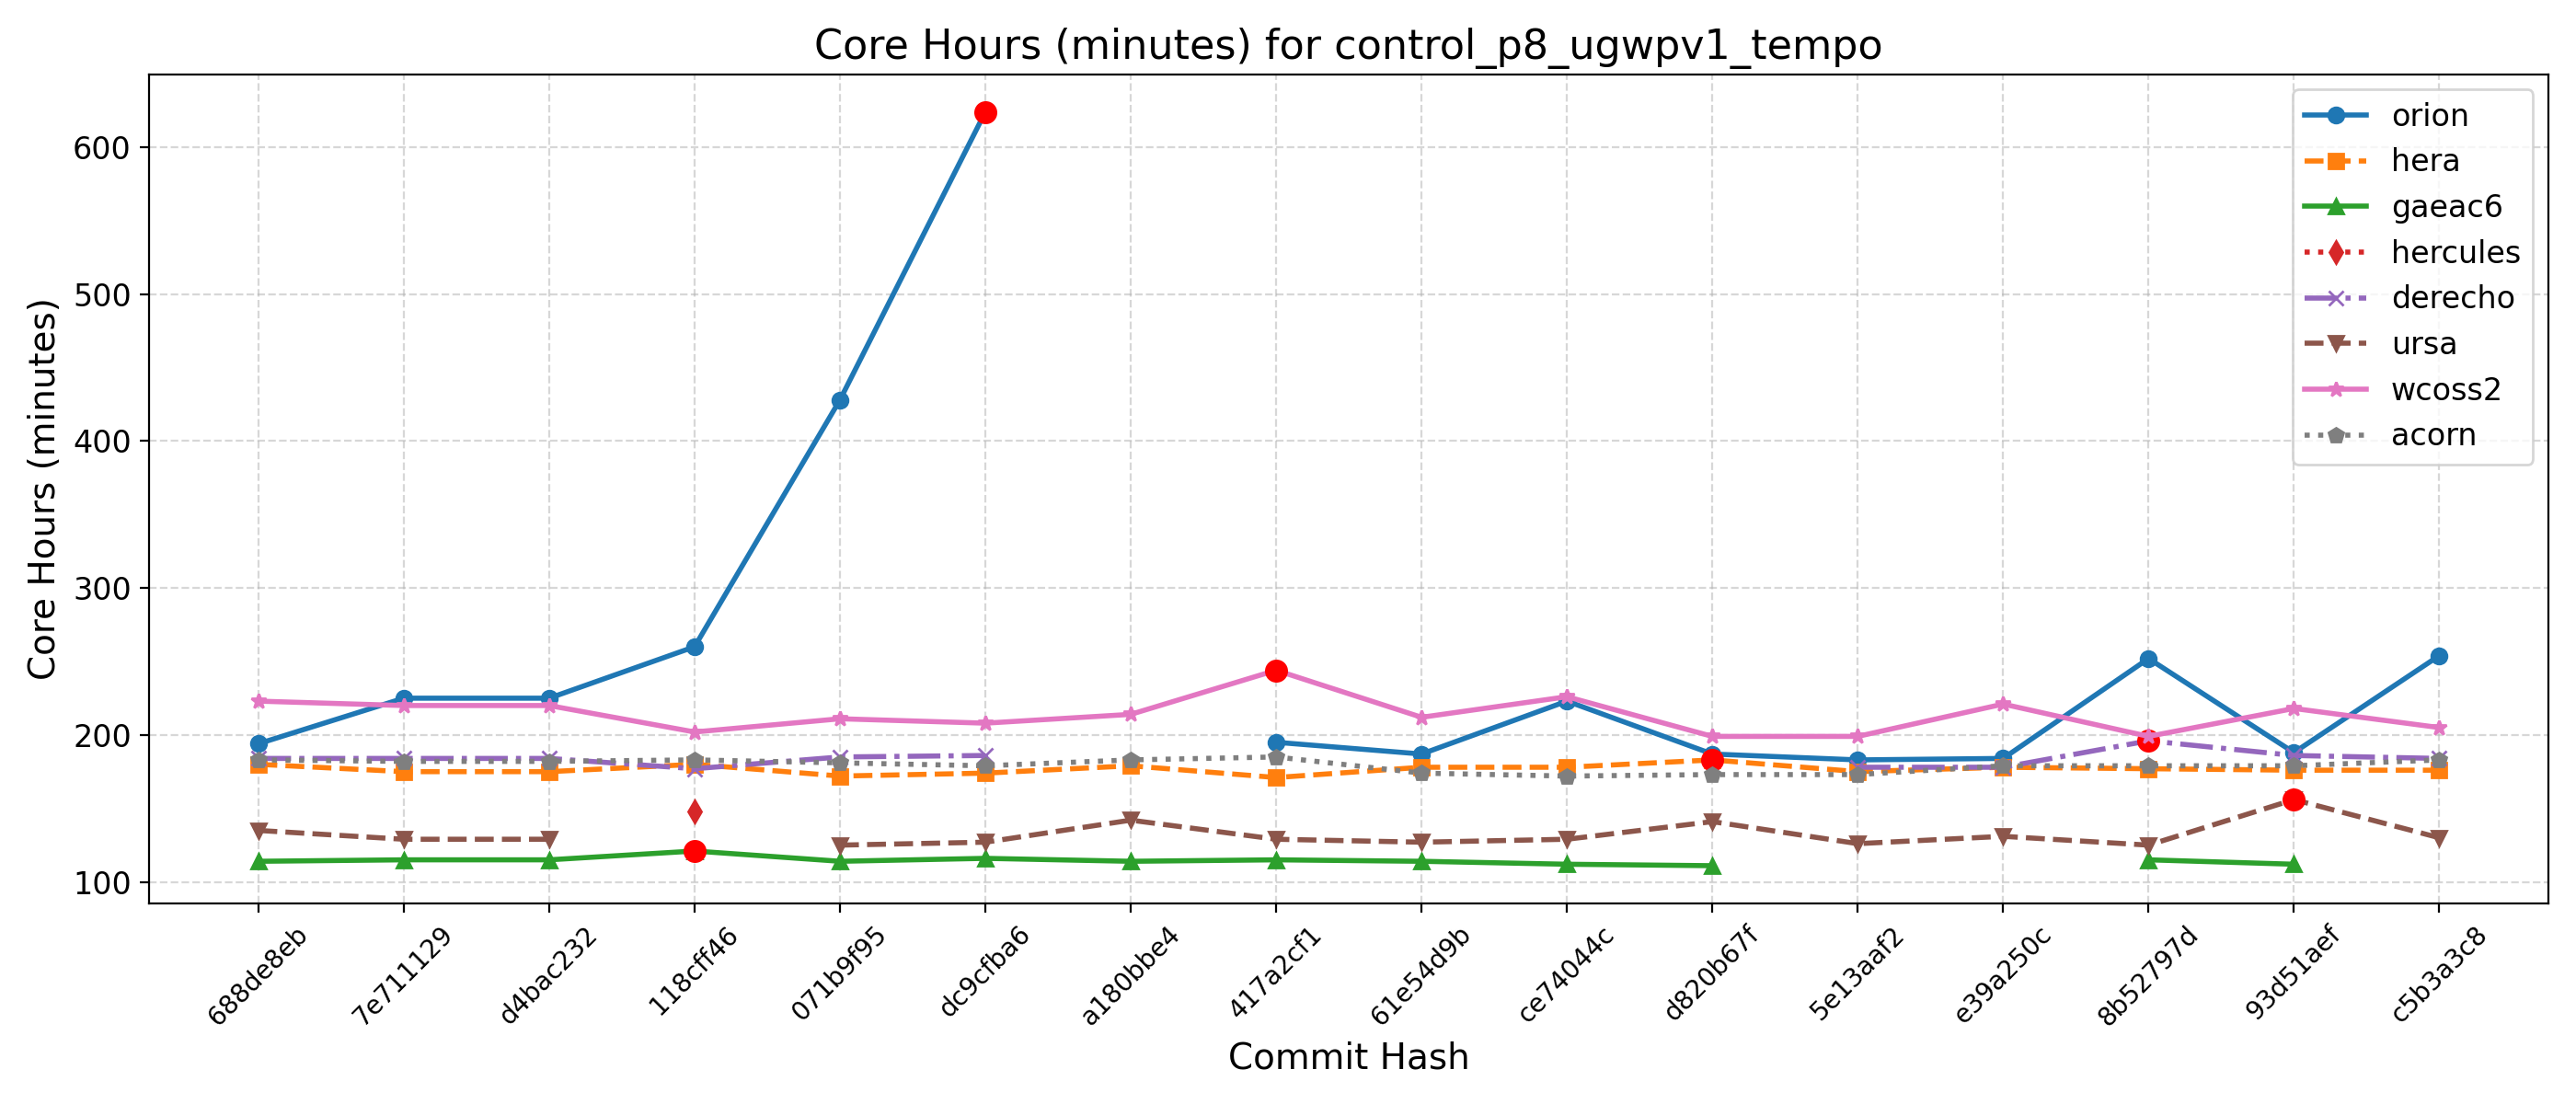 Core Hours (minutes) for control_p8_ugwpv1_tempo
Core Hours (minutes)
600
500
400
300
200
100
orion
hera
gaeac6
hercules
derecho
ursa
wcoss2
acorn
688de8eb
7e711129
d4bac232
118cff46
071b9f95
dc9cfba6
a180bbe4
417a2cf1
61e54d9b
ce74044c
d820b67f
5e13aaf2
e39a250c
8b52797d
93d51aef
c5b3a3c8
Commit Hash